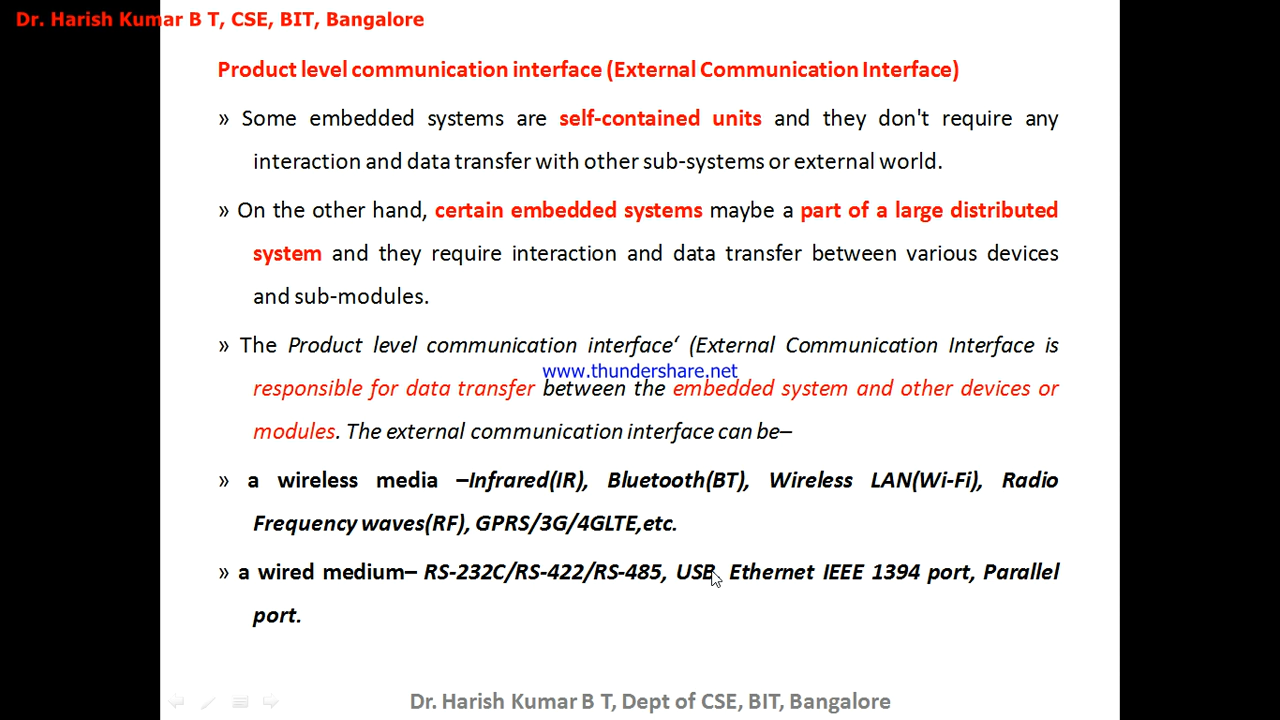 Dr. Harish Kumar B T, CSE, BIT, Bangalore
Product level communication interface (External Communication Interface)
» Some embedded systems are self-contained units and they don't require any
interaction and data transfer with other sub-systems or external world.
» On the other hand, certain embedded systems maybe a part of a large distributed
system and they require interaction and data transfer between various devices
and sub-modules.
» The Product level communication interface‘ (External Communication Interface is
www.thundershare.net
responsible for data transfer between the embedded system and other devices or
modules. The external communication interface can be–
» a wireless media –Infrared(IR), Bluetooth(BT), Wireless LAN(Wi-Fi), Radio
Frequency waves(RF), GPRS/3G/4GLTE,etc.
» a wired medium– RS-232C/RS-422/RS-485, USB, Ethernet IEEE 1394 port, Parallel
port.
Dr. Harish Kumar B T, Dept of CSE, BIT, Bangalore